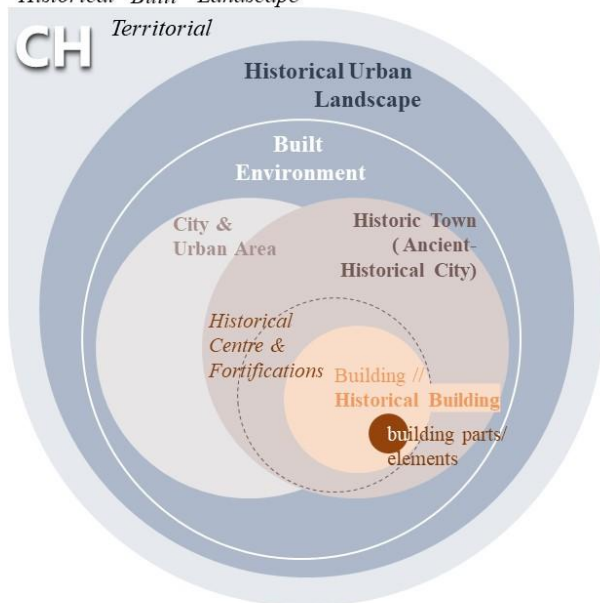 Historical Built Landscape
CH
Territorial
Historical Urban
Landscape
Built
Environment
City &
Urban Area
Historic Town
( Ancient-
Historical City)
Historical
Centre &
Fortifications
Building //
Historical Building
building parts/
elements